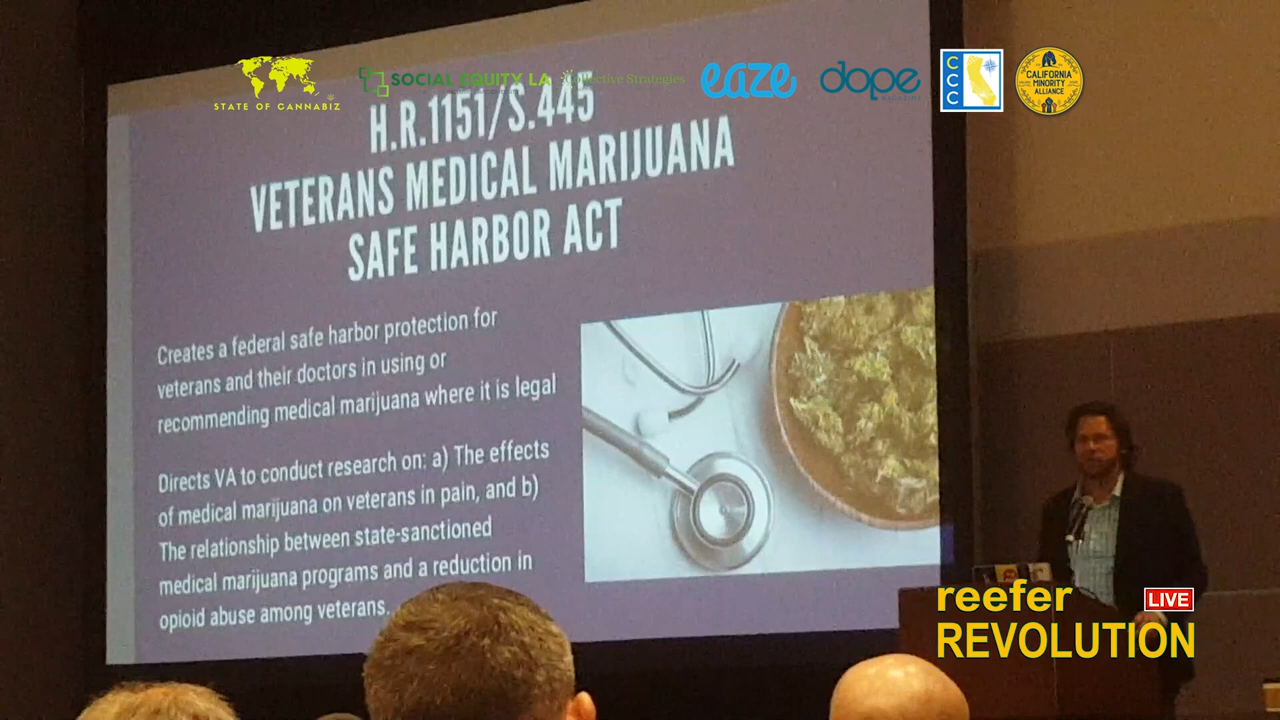 STATE OF CANNABIZ
SOCIAL EQUITY LA
Collective Strategies
eaze
dope
MAGAZINE
CCC
CALIFORNIA
MINORITY
ALLIANCE
H.R.1151/S.445
VETERANS MEDICAL MARIJUANA
SAFE HARBOR ACT
Creates a federal safe harbor protection for
veterans and their doctors in using or
recommending medical marijuana where it is legal
Directs VA to conduct research on: a) The effects
of medical marijuana on veterans in pain, and b)
The relationship between state-sanctioned
medical marijuana programs and a reduction in
opioid abuse among veterans.
reefer
LIVE
REVOLUTION